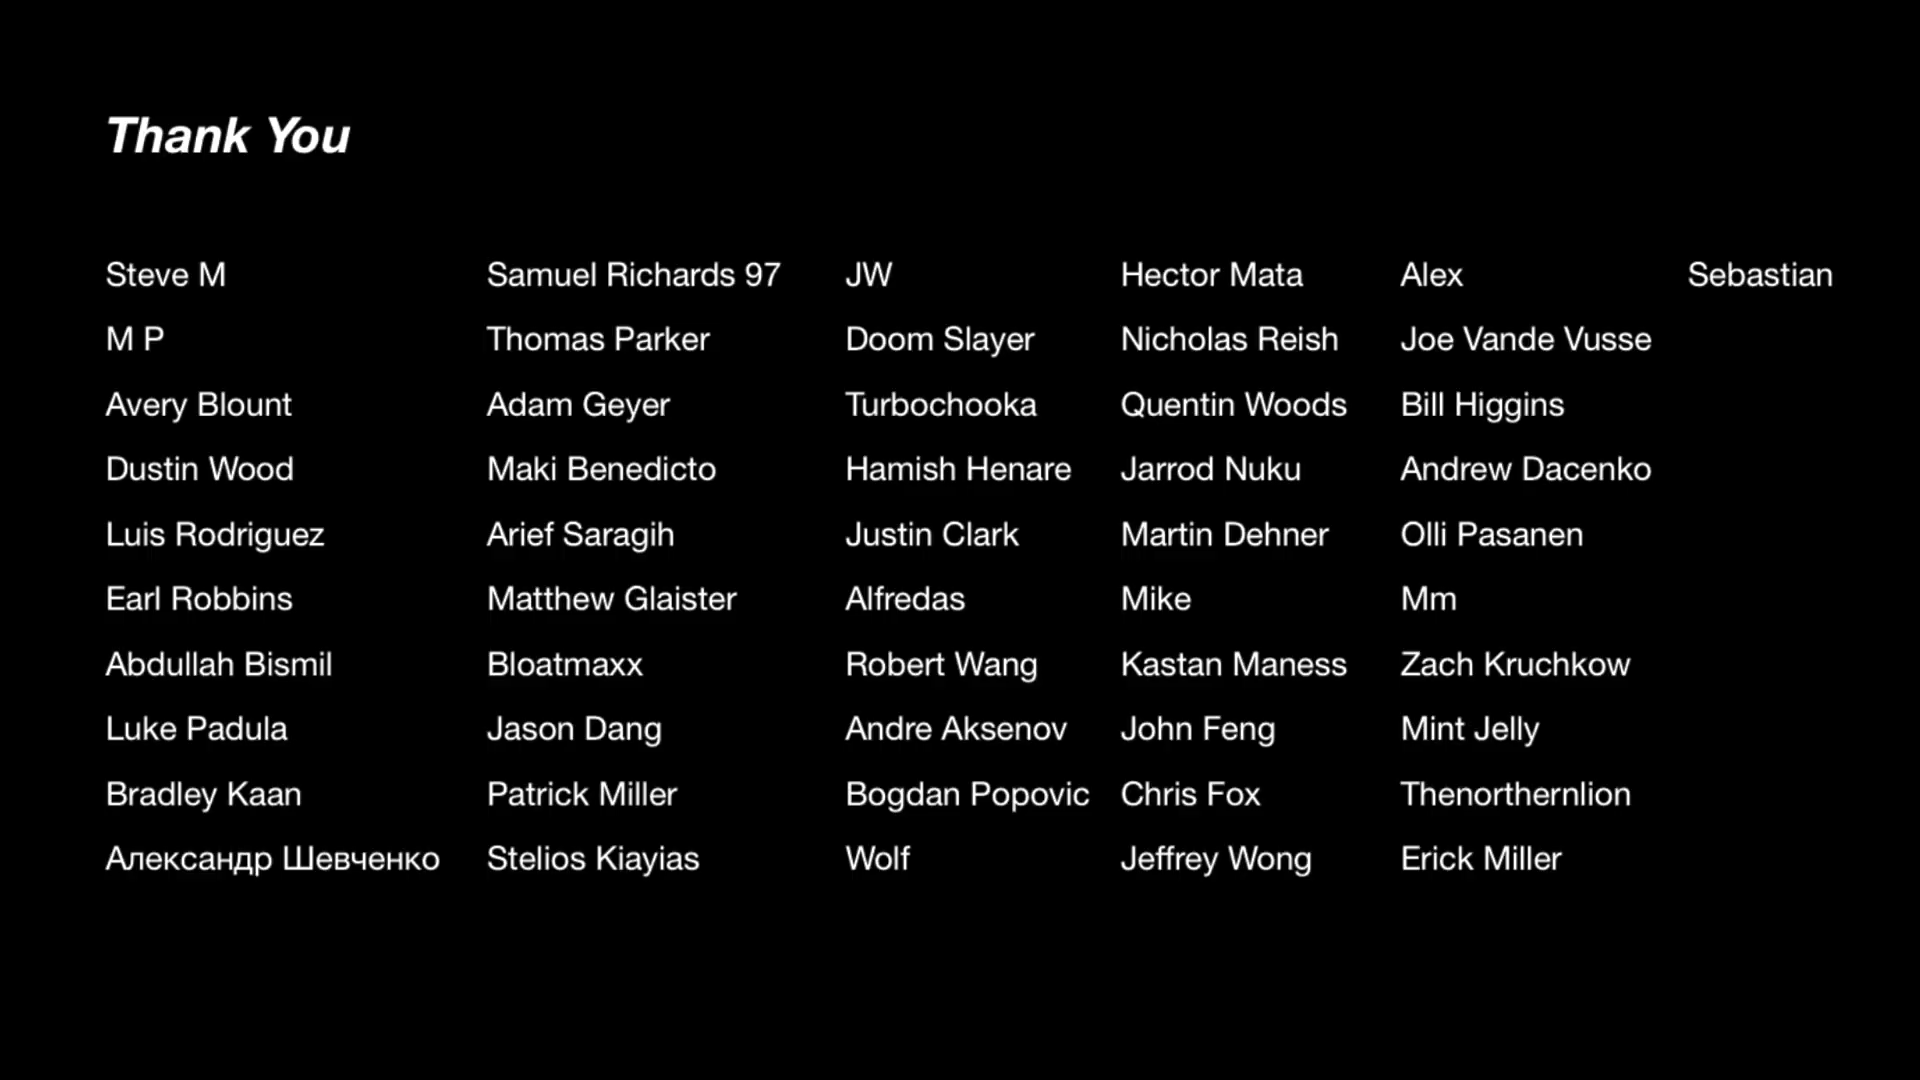 Thank You
Steve M
M P
Avery Blount
Dustin Wood
Luis Rodriguez
Earl Robbins
Abdullah Bismil
Luke Padula
Bradley Kaan
Александр Шевченко
Samuel Richards 97
Thomas Parker
Adam Geyer
Maki Benedicto
Arief Saragih
Matthew Glaister
Bloatmaxx
Jason Dang
Patrick Miller
Stelios Kiayias
JW
Doom Slayer
Turbochooka
Hamish Henare
Justin Clark
Alfredas
Robert Wang
Andre Aksenov
Bogdan Popovic
Wolf
Hector Mata
Nicholas Reish
Quentin Woods
Jarrod Nuku
Martin Dehner
Mike
Kastan Maness
John Feng
Chris Fox
Jeffrey Wong
Alex
Joe Vande Vusse
Bill Higgins
Andrew Dacenko
Olli Pasanen
Mm
Zach Kruchkow
Mint Jelly
Thenorthernlion
Erick Miller
Sebastian